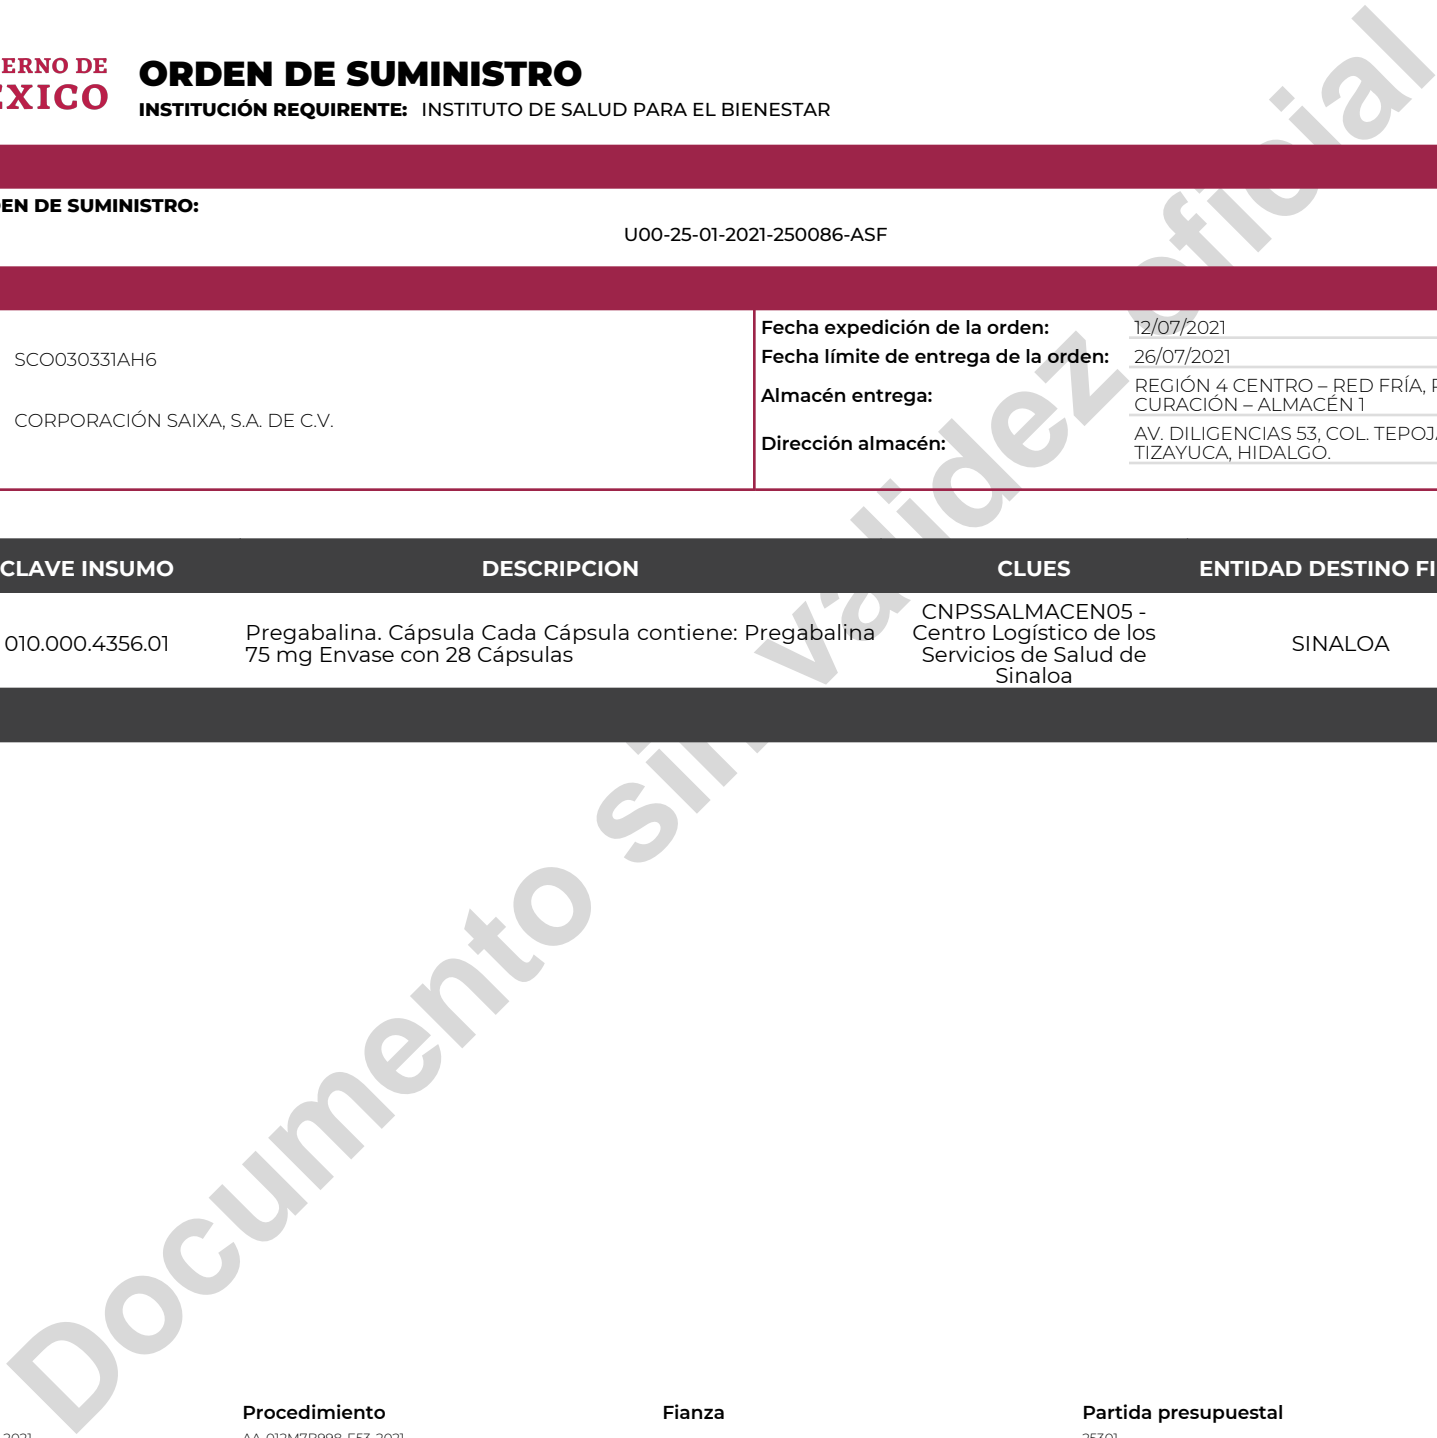 ERNO DE
ÉXICO
ORDEN DE SUMINISTRO
INSTITUCIÓN REQUIRENTE: INSTITUTO DE SALUD PARA EL BIENESTAR
EN DE SUMINISTRO:
U00-25-01-2021-250086-ASF
SCO030331AH6
CORPORACIÓN SAIXA, S.A. DE C.V.
Fecha expedición de la orden: 12/07/2021
Fecha límite de entrega de la orden: 26/07/2021
Almacén entrega: REGIÓN 4 CENTRO – RED FRÍA,
CURACIÓN – ALMACÉN 1
Dirección almacén: AV. DILIGENCIAS 53, COL. TEPOJA
TIZAYUCA, HIDALGO.
CLAVE INSUMO DESCRIPCION CLUES ENTIDAD DESTINO FI
010.000.4356.01
Pregabalina. Cápsula Cada Cápsula contiene: Pregabalina
75 mg Envase con 28 Cápsulas
CNPSSALMACEN05 -
Centro Logístico de los
Servicios de Salud de
Sinaloa
SINALOA
Documento sin validez oficial
Procedimiento Fianza Partida presupuestal